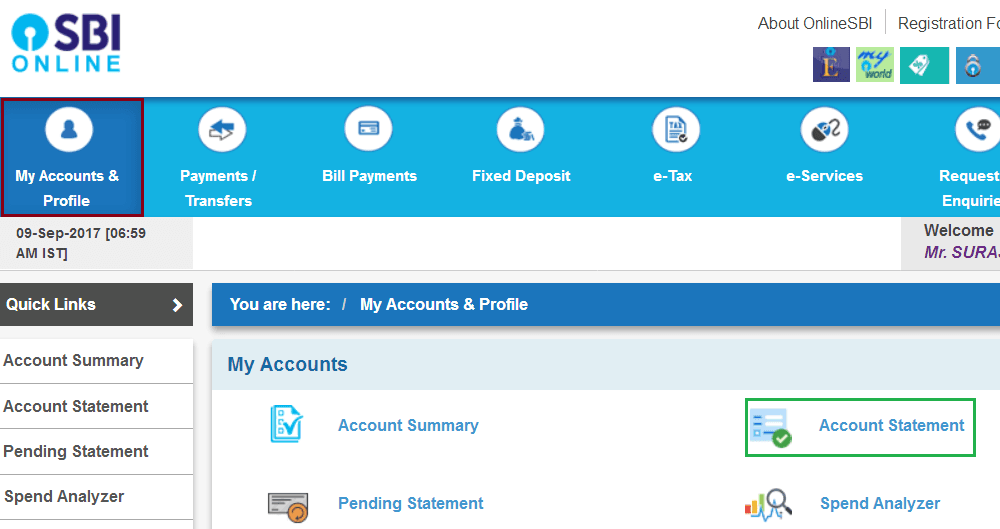 SBI
ONLINE
About OnlineSBI
Registration Fo
my
world
My Accounts &
Profile
Payments /
Transfers
Bill Payments
Fixed Deposit
TAX
e-Tax
e-Services
Request
Enquirie
09-Sep-2017 [06:59
AM IST]
Welcome
Mr. SURAJ
Quick Links
You are here: / My Accounts & Profile
Account Summary
Account Statement
Pending Statement
Spend Analyzer
My Accounts
Account Summary
Account Statement
Pending Statement
Spend Analyzer